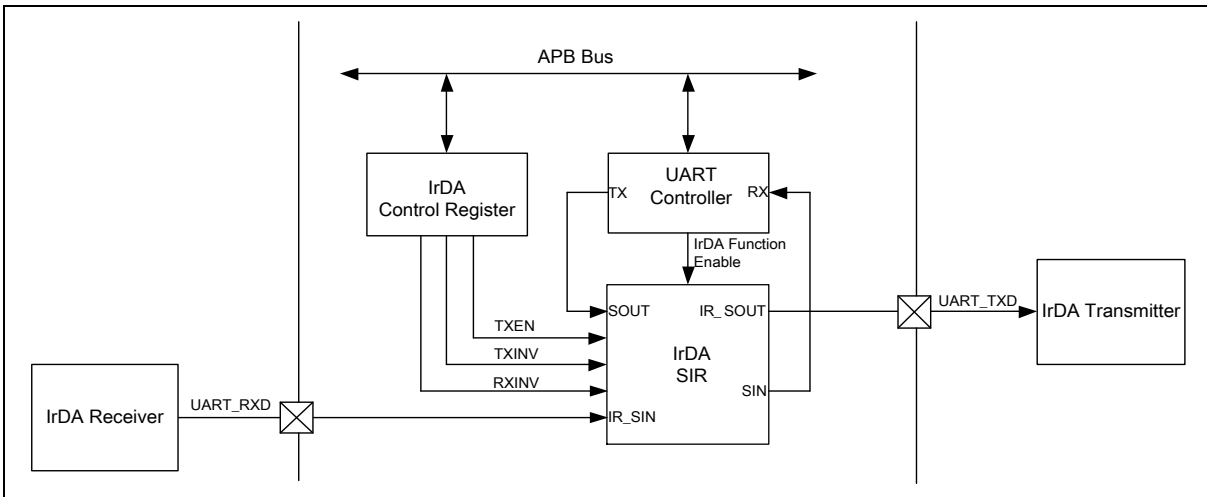 APB Bus
IrDA
Control Register
UART
Controller
TX
RX
IrDA Function
Enable
SOUT
IR_SOUT
TXEN
TXINV
RXINV
IrDA
SIR
SIN
IR_SIN
IrDA Receiver
UART_RXD
UART_TXD
IrDA Transmitter